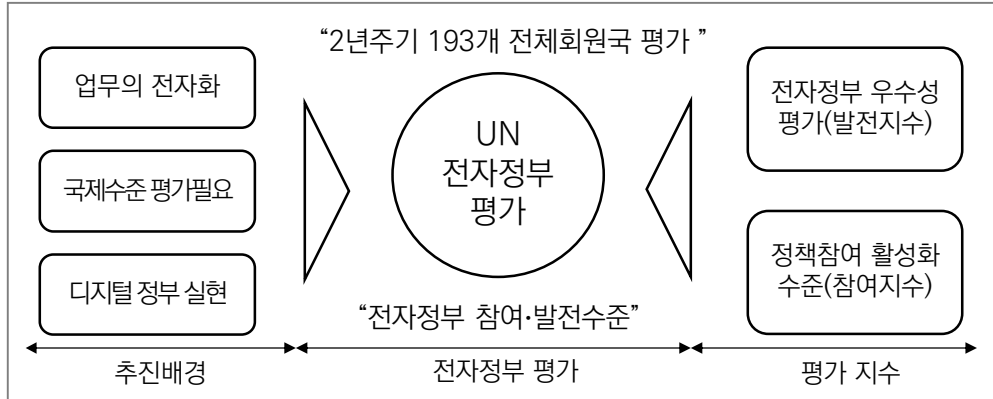 “2년주기 193개 전체회원국 평가 ”
업무의 전자화
국제수준 평가필요
디지털 정부 실현
UN
전자정부
평가
“전자정부 참여·발전수준”
전자정부 우수성
평가(발전지수)
정책참여 활성화
수준(참여지수)
추진배경
전자정부 평가
평가 지수